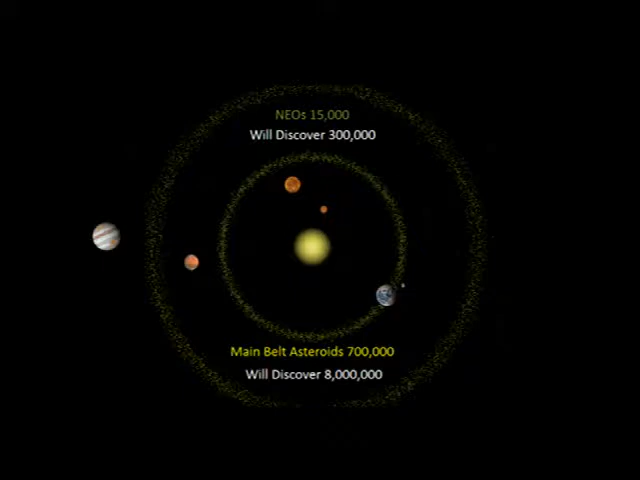 NEOs 15,000
Will Discover 300,000
Main Belt Asteroids 700,000
Will Discover 8,000,000